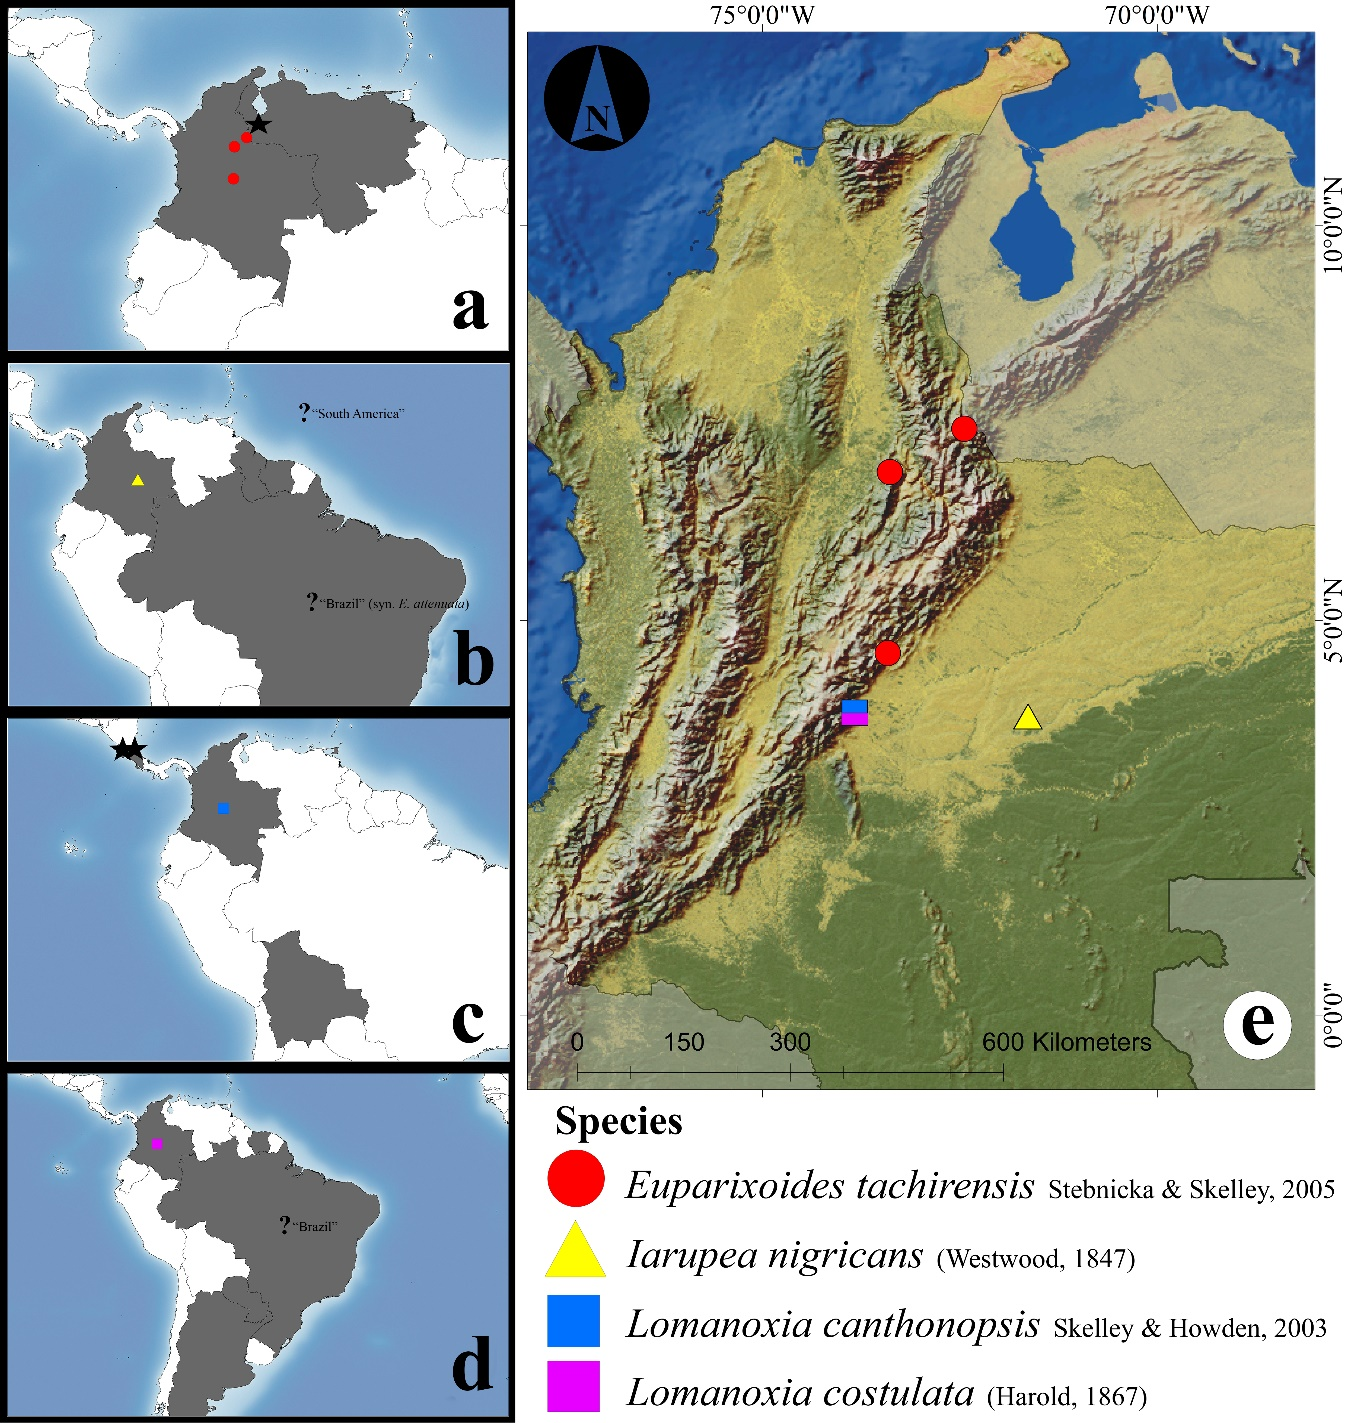 a
?"South America"
?"Brazil" (syn. E. attenuata)
b
c
?"Brazil"
d
75°0'0"W 70°0'0"W
N
10°0'0"N
5°0'0"N
0°0'0"
e
0 150 300 600 Kilometers
Species
Euparixoides tachirensis Stebnicka & Skelley, 2005
Iarupea nigricans (Westwood, 1847)
Lomanoxia canthonopsis Skelley & Howden, 2003
Lomanoxia costulata (Harold, 1867)